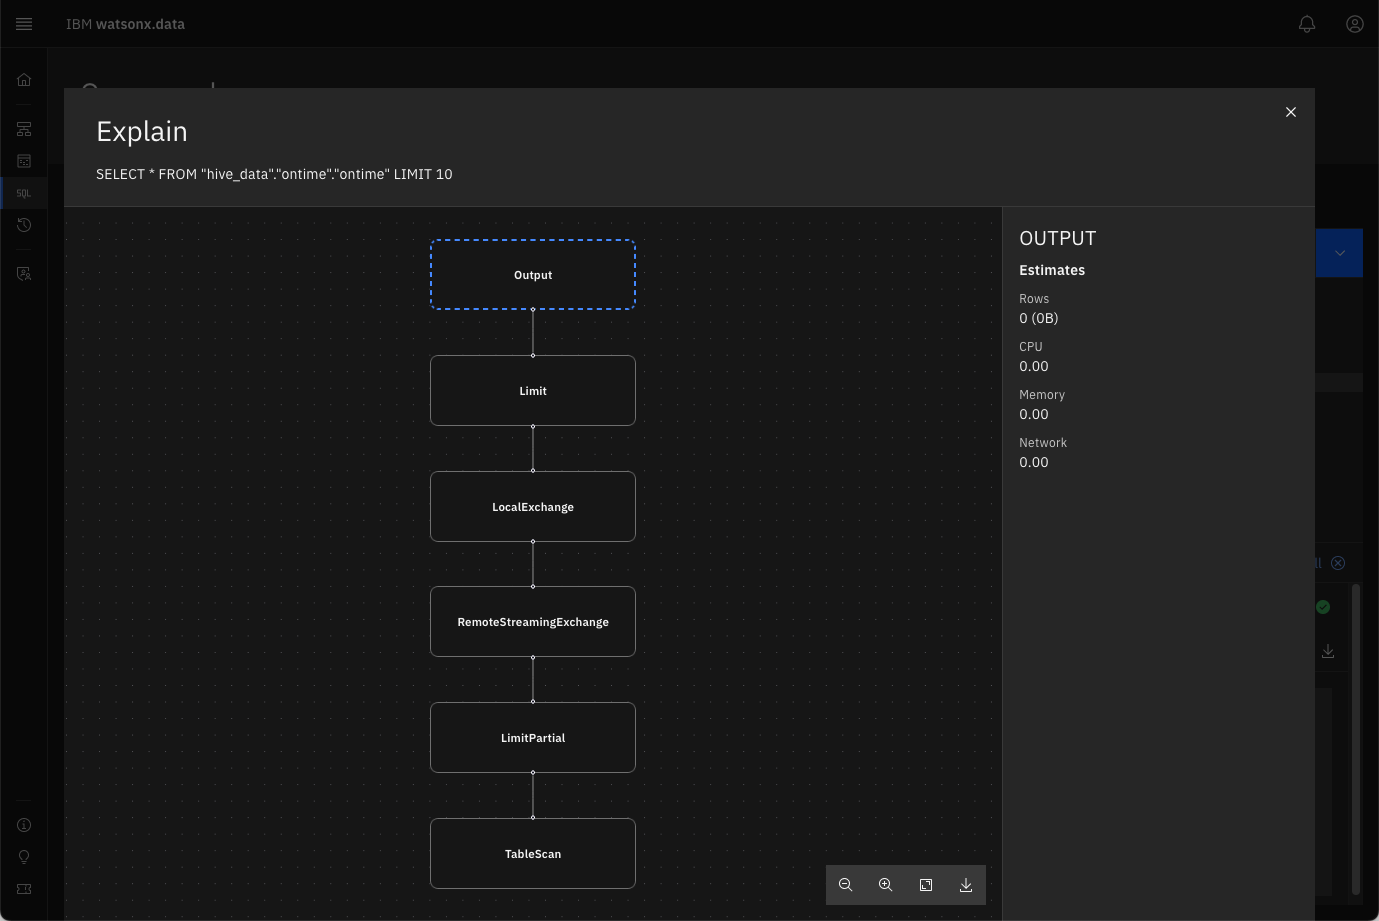 IBM watsonx.data
Explain
SELECT * FROM "hive_data"."ontime"."ontime" LIMIT 10
SQL
Output
Limit
LocalExchange
RemoteStreamingExchange
LimitPartial
TableScan
OUTPUT
Estimates
Rows
0 (0B)
CPU
0.00
Memory
0.00
Network
0.00